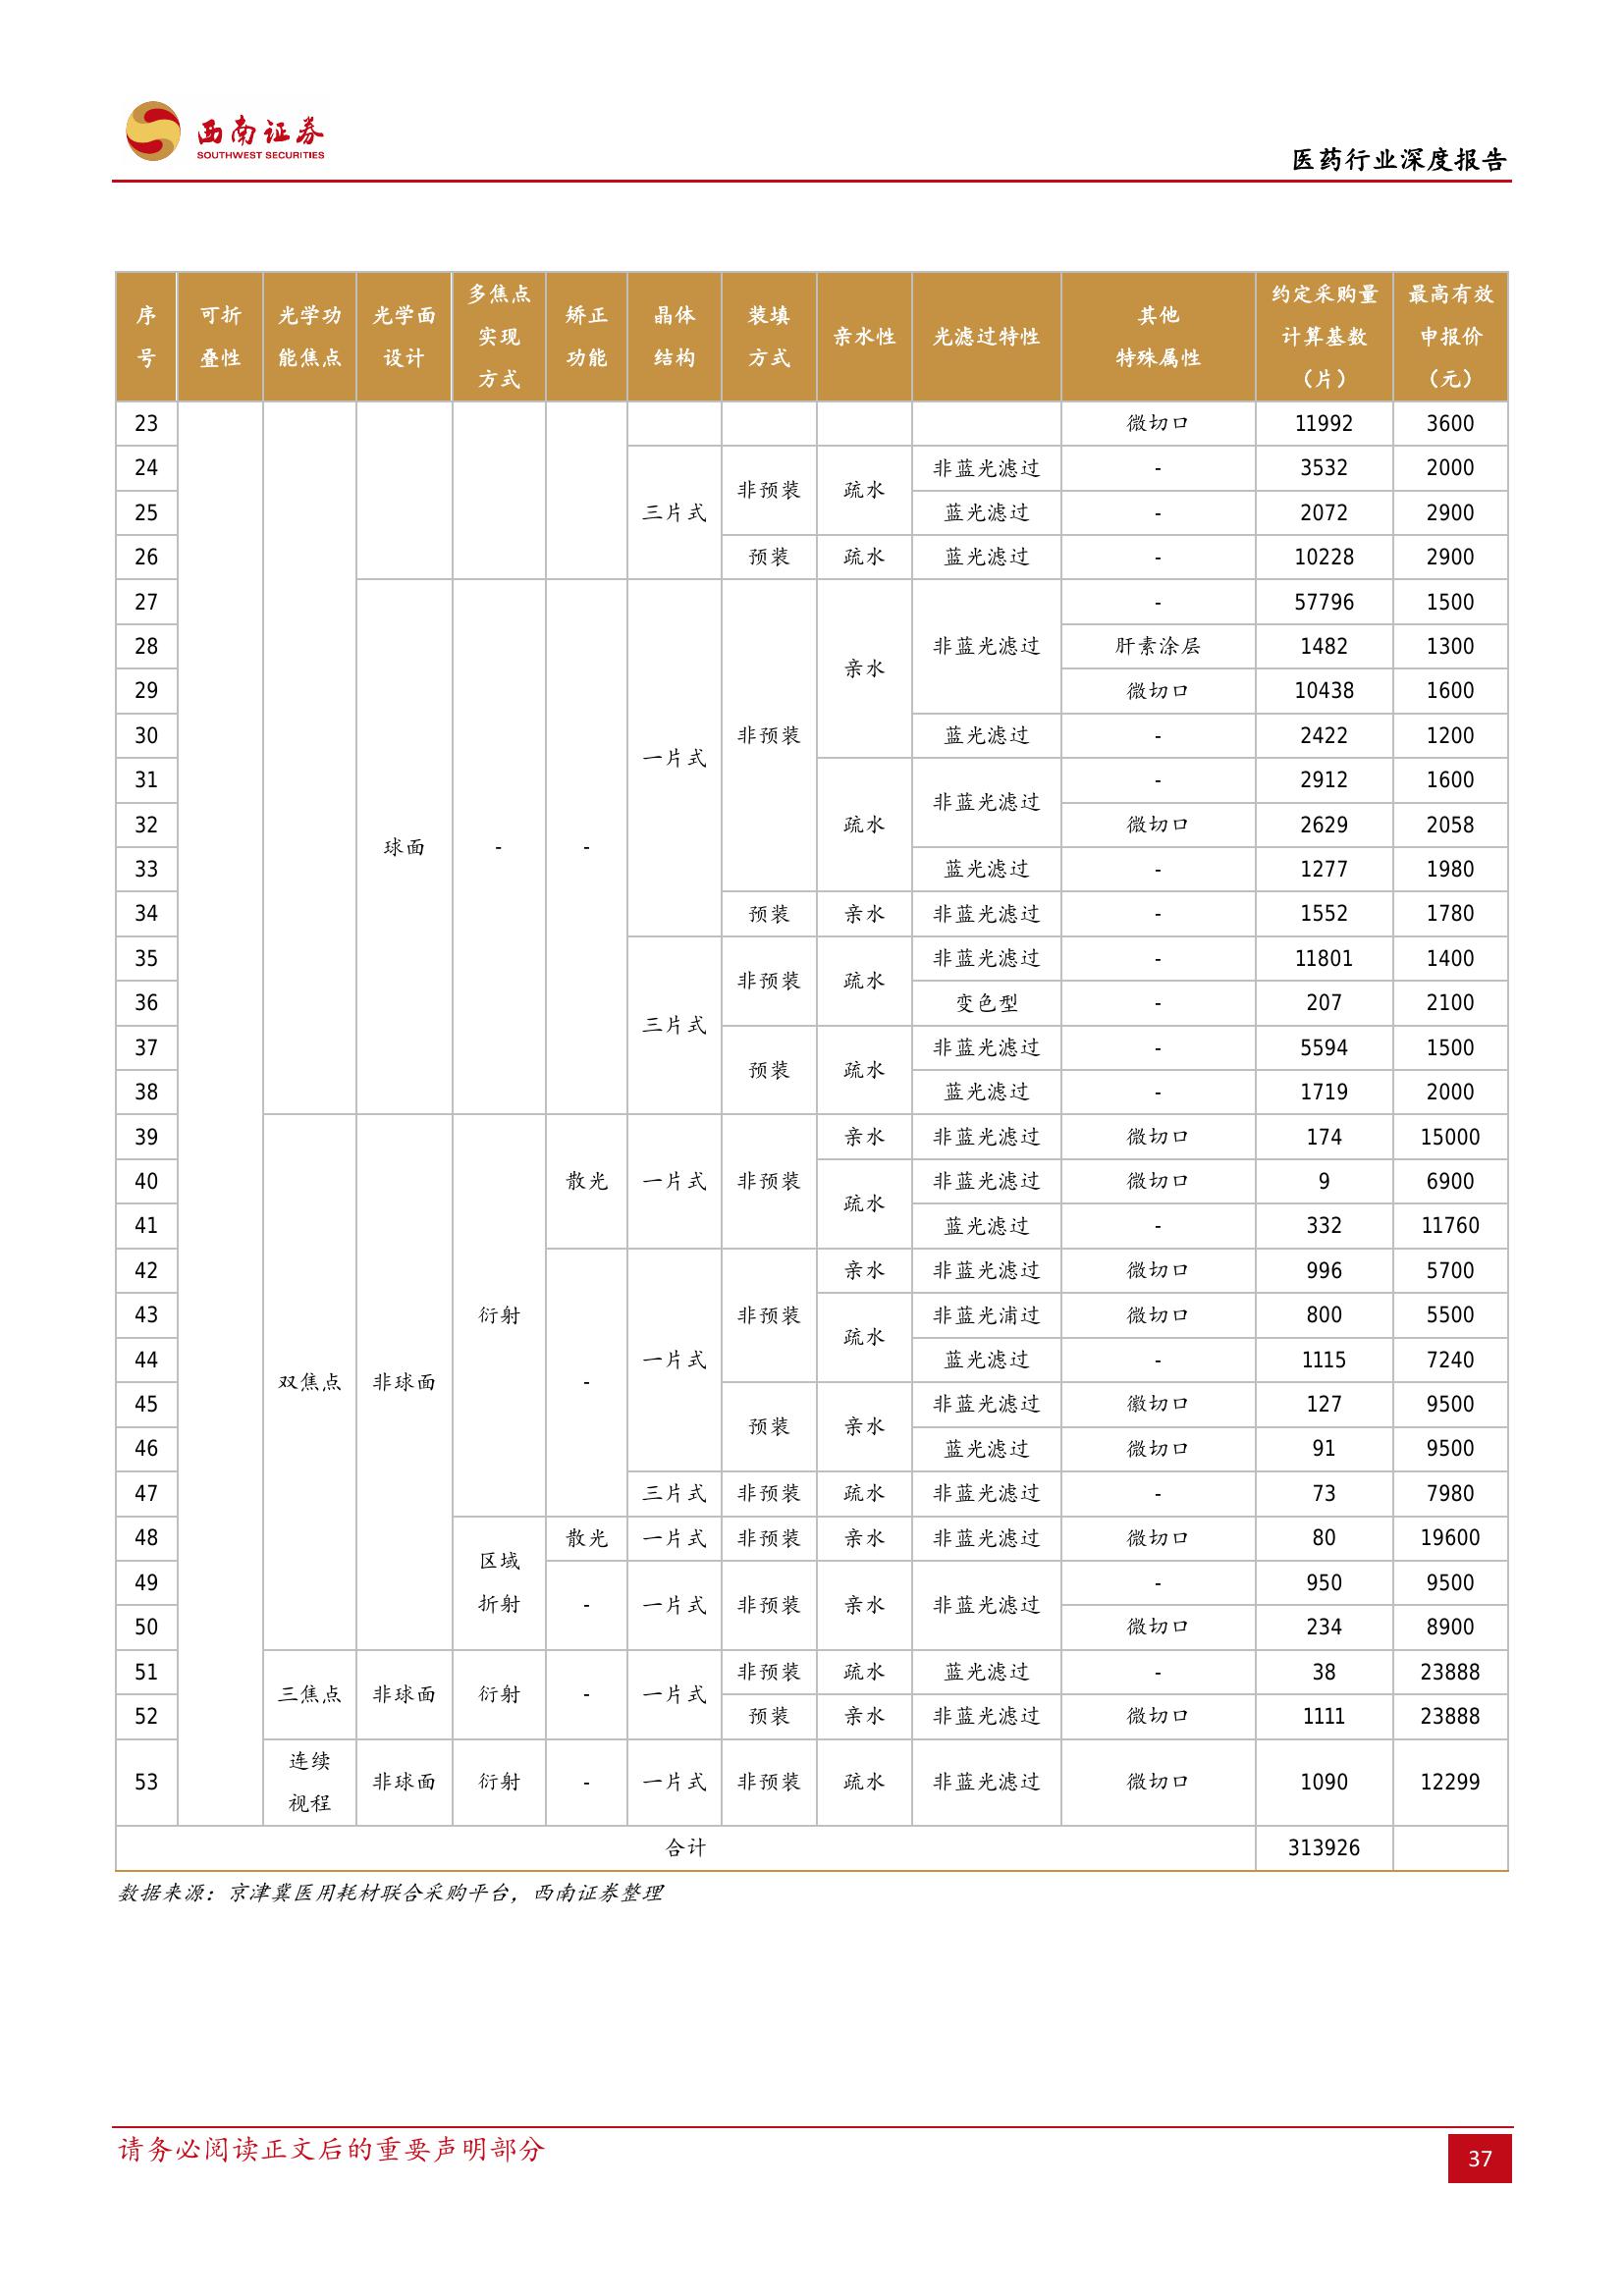 西南证券
SOUTHWEST SECURITIES
医药行业深度报告
序号 可折叠性 光学功能焦点 光学面设计 多焦点实现方式 矫正功能 晶体结构 装填方式 亲水性 光滤过特性 其他特殊属性 约定采购量计算基数（片） 最高有效申报价（元）
23 微切口 11992 3600
24 三片式 非预装 疏水 非蓝光滤过 - 3532 2000
25 蓝光滤过 - 2072 2900
26 预装 疏水 蓝光滤过 - 10228 2900
27 球面 - - 一片式 非预装 亲水 非蓝光滤过 - 57796 1500
28 肝素涂层 1482 1300
29 微切口 10438 1600
30 蓝光滤过 - 2422 1200
31 疏水 非蓝光滤过 - 2912 1600
32 微切口 2629 2058
33 蓝光滤过 - 1277 1980
34 预装 亲水 非蓝光滤过 - 1552 1780
35 三片式 非预装 疏水 非蓝光滤过 - 11801 1400
36 变色型 - 207 2100
37 预装 疏水 非蓝光滤过 - 5594 1500
38 蓝光滤过 - 1719 2000
39 双焦点 非球面 衍射 散光 一片式 非预装 亲水 非蓝光滤过 微切口 174 15000
40 疏水 非蓝光滤过 微切口 9 6900
41 蓝光滤过 - 332 11760
42 - 一片式 非预装 亲水 非蓝光滤过 微切口 996 5700
43 疏水 非蓝光浦过 微切口 800 5500
44 蓝光滤过 - 1115 7240
45 预装 亲水 非蓝光滤过 微切口 127 9500
46 蓝光滤过 微切口 91 9500
47 三片式 非预装 疏水 非蓝光滤过 - 73 7980
48 区域折射 散光 一片式 非预装 亲水 非蓝光滤过 微切口 80 19600
49 - 一片式 非预装 亲水 非蓝光滤过 - 950 9500
50 微切口 234 8900
51 三焦点 非球面 衍射 - 一片式 非预装 疏水 蓝光滤过 - 38 23888
52 预装 亲水 非蓝光滤过 微切口 1111 23888
53 连续视程 非球面 衍射 - 一片式 非预装 疏水 非蓝光滤过 微切口 1090 12299
合计 313926
数据来源：京津冀医用耗材联合采购平台，西南证券整理
请务必阅读正文后的重要声明部分
37